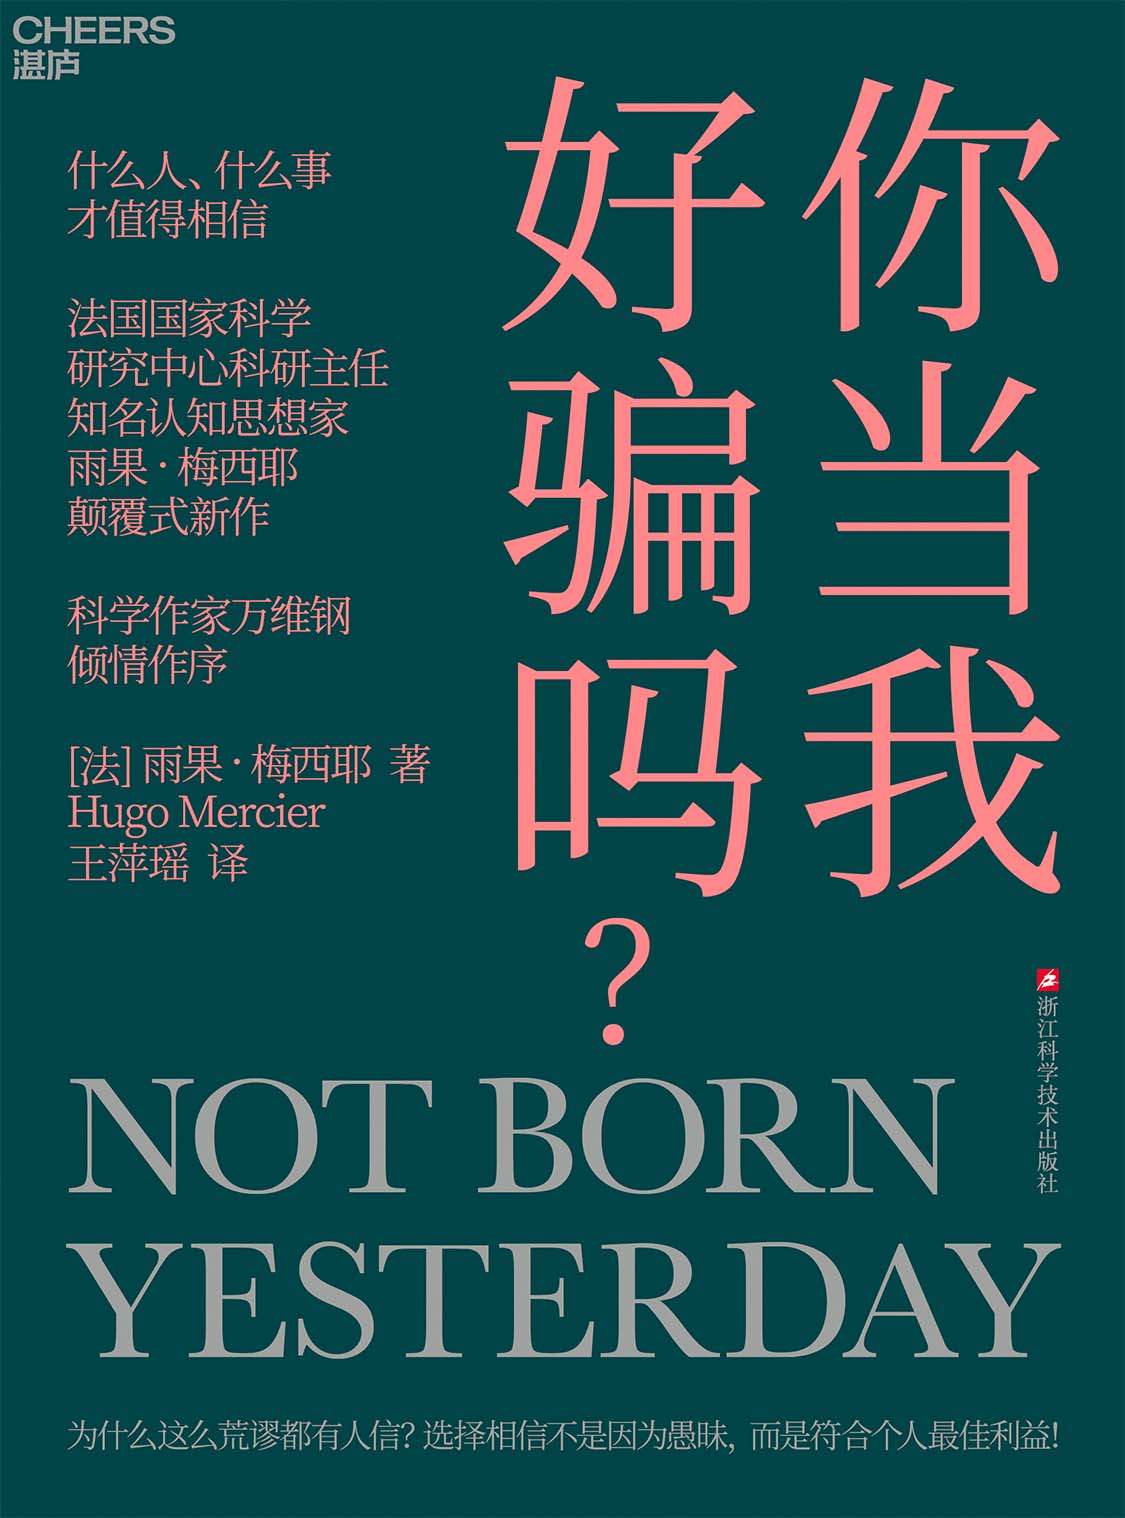 CHEERS
湛庐
你当我
好骗吗?
什么人、什么事
才值得相信
法国国家科学
研究中心科研主任
知名认知思想家
雨果·梅西耶
颠覆式新作
科学作家万维钢
倾情作序
[法] 雨果·梅西耶 著
Hugo Mercier
王萍瑶 译
浙江科学技术出版社
NOT BORN
YESTERDAY
为什么这么荒谬都有人信?选择相信不是因为愚昧,而是符合个人最佳利益!